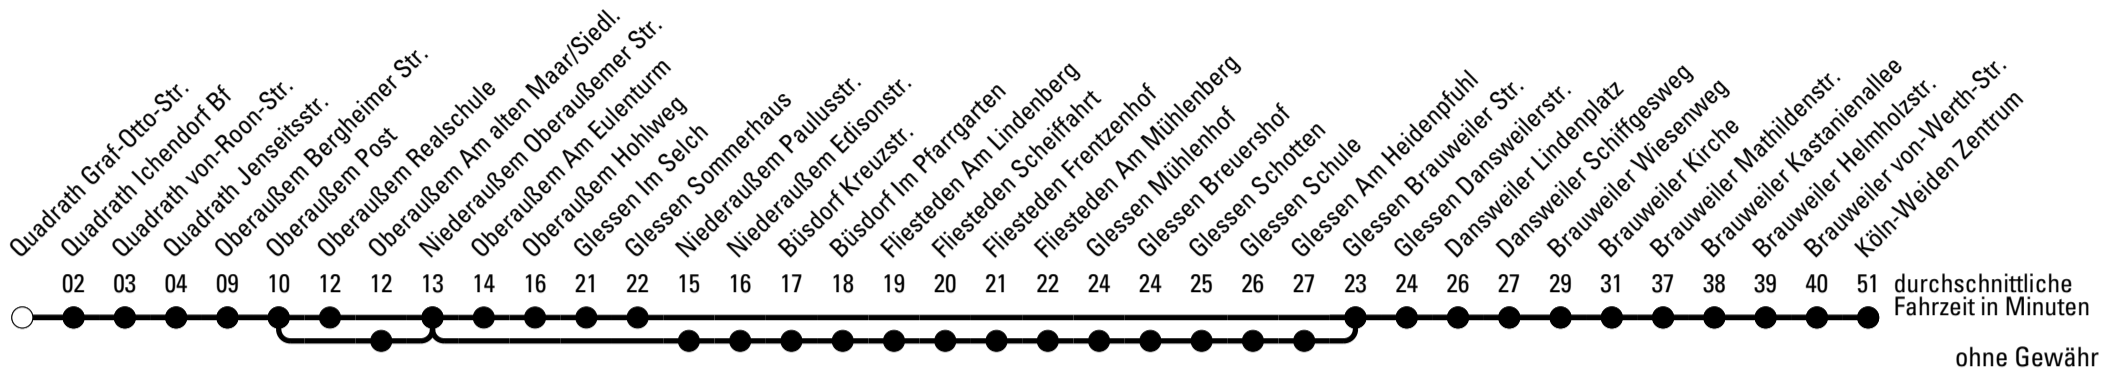 Quadrath Graf-Otto-Str.
Quadrath Ichendorf Bf
Quadrath von-Roon-Str.
Quadrath Jenseitsstr.
Oberaußem Bergheimer Str.
Oberaußem Post
Oberaußem Realschule
Oberaußem Am alten Maar/Siedl.
Niederaußem Oberaußemer Str.
Oberaußem Am Eulenturm
Oberaußem Hohlweg
Glessen Im Selch
Glessen Sommerhaus
Niederaußem Paulusstr.
Niederaußem Edisonstr.
Büsdorf Kreuzstr.
Büsdorf Im Pfarrgarten
Fliesteden Am Lindenberg
Fliesteden Scheiffahrt
Fliesteden Frentzenhof
Fliesteden Am Mühlenberg
Glessen Mühlenhof
Glessen Breuershof
Glessen Schotten
Glessen Schule
Glessen Am Heidenpfuhl
Glessen Brauweiler Str.
Glessen Dansweilerstr.
Dansweiler Lindenplatz
Dansweiler Schiffgesweg
Brauweiler Wiesenweg
Brauweiler Kirche
Brauweiler Mathildenstr.
Brauweiler Kastanienallee
Brauweiler Helmholzstr.
Brauweiler von-Werth-Str.
Köln-Weiden Zentrum
02 03 04 09 10 12 12 13 14 16 21 22 15 16 17 18 19 20 21 22 24 24 25 26 27 23 24 26 27 29 31 37 38 39 40 51 durchschnittliche
Fahrzeit in Minuten
ohne Gewähr